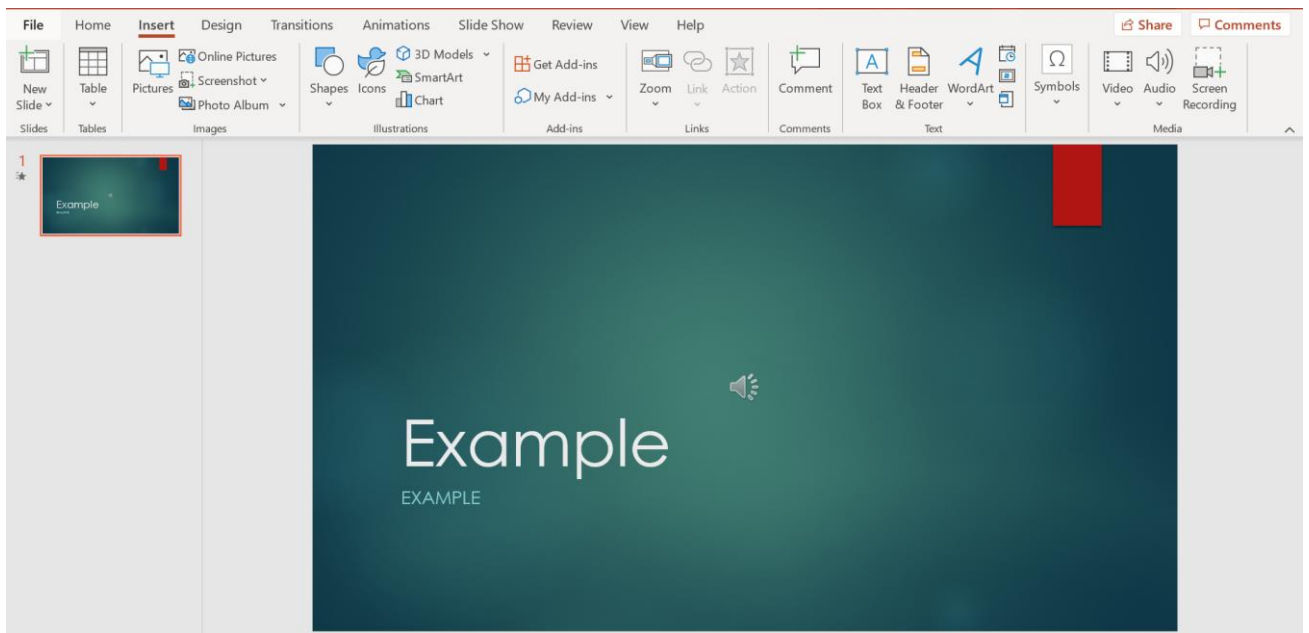 File Home Insert Design Transitions Animations Slide Show Review View Help Share Comments
New Slide
Table
Pictures
Online Pictures
Screenshot
Photo Album
Shapes
Icons
3D Models
SmartArt
Chart
Get Add-ins
My Add-ins
Zoom
Link
Action
Comment
A
Text Box
Header & Footer
A
WordArt
Ω
Symbols
Video
Audio
Screen Recording
Slides Tables Images Illustrations Add-ins Links Comments Text Media
1
Example
Example
EXAMPLE